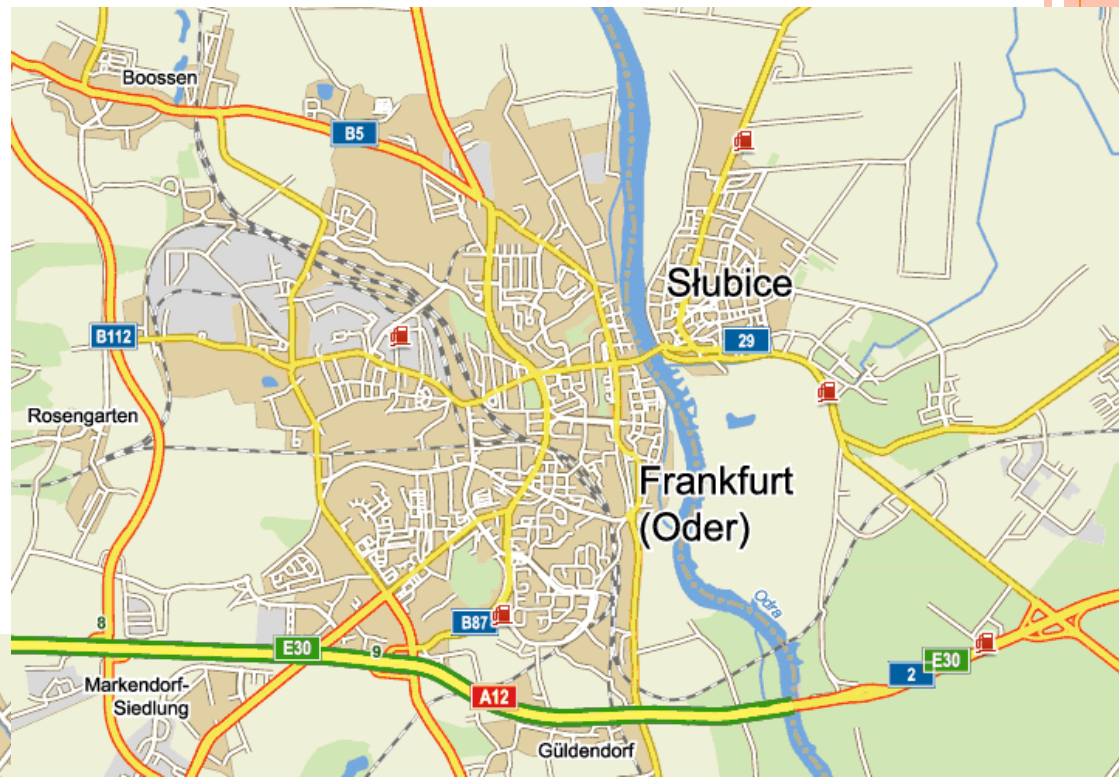 Boossen
B5
Słubice
B112
29
Rosengarten
Frankfurt
(Oder)
Odra
8
B87
E30
9
E30
2
Markendorf-
Siedlung
A12
Güldendorf